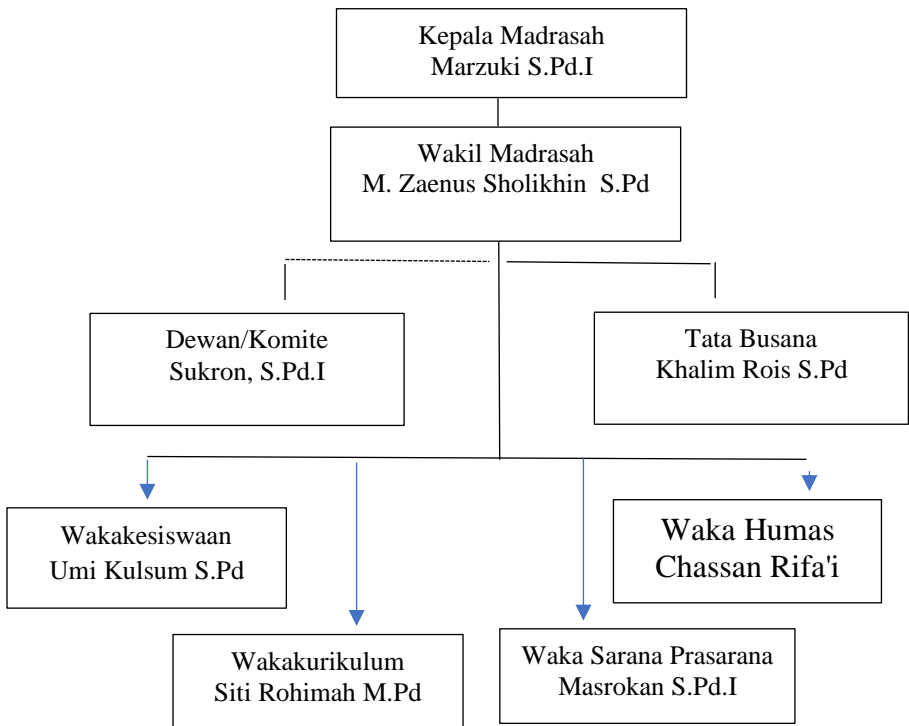 Kepala Madrasah
Marzuki S.Pd.I
Wakil Madrasah
M. Zaenus Sholikhin S.Pd
Dewan/Komite
Sukron, S.Pd.I
Tata Busana
Khalim Rois S.Pd
Wakakesiswaan
Umi Kulsum S.Pd
Waka Humas
Chassan Rifa'i
Wakakurikulum
Siti Rohimah M.Pd
Waka Sarana Prasarana
Masrokan S.Pd.I